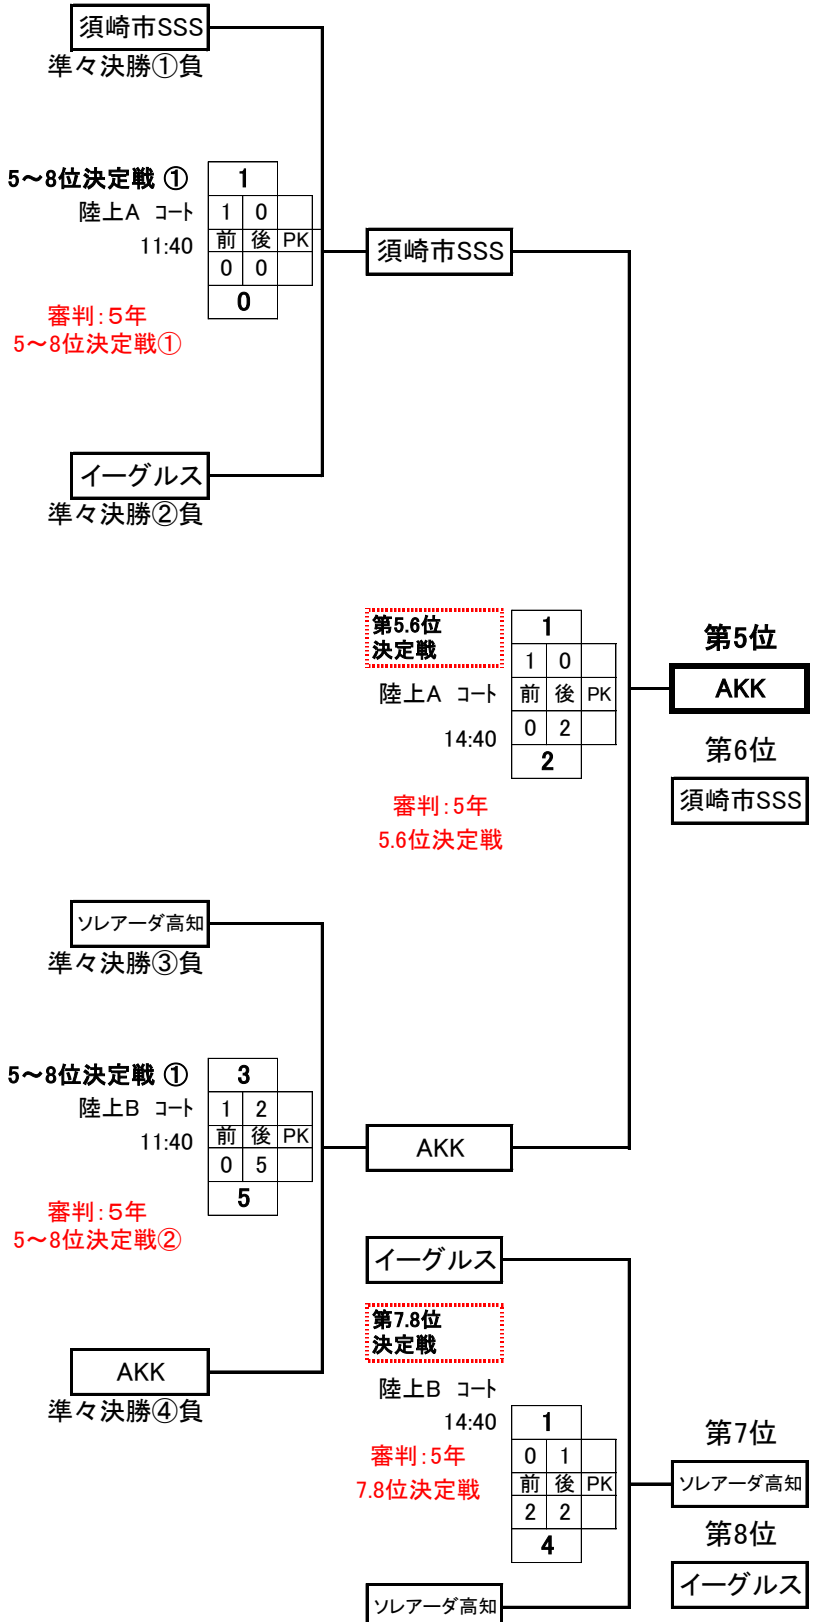 須崎市SSS
準々決勝①負
5～8位決定戦 ①
1
陸上A コート
1 0
11:40
前 後 PK
須崎市SSS
0 0
0
審判：５年
5～8位決定戦①
イーグルス
準々決勝②負
第5.6位
決定戦
1
第5位
1 0
陸上A コート
前 後 PK
AKK
14:40
0 2
第6位
2
須崎市SSS
審判：5年
5.6位決定戦
ソレアーダ高知
準々決勝③負
5～8位決定戦 ①
3
陸上B コート
1 2
11:40
前 後 PK
AKK
0 5
5
審判：５年
5～8位決定戦②
イーグルス
第7.8位
決定戦
AKK
準々決勝④負
陸上B コート
14:40
1
第7位
審判：5年
0 1
7.8位決定戦
前 後 PK
ソレアーダ高知
2 2
第8位
4
イーグルス
ソレアーダ高知